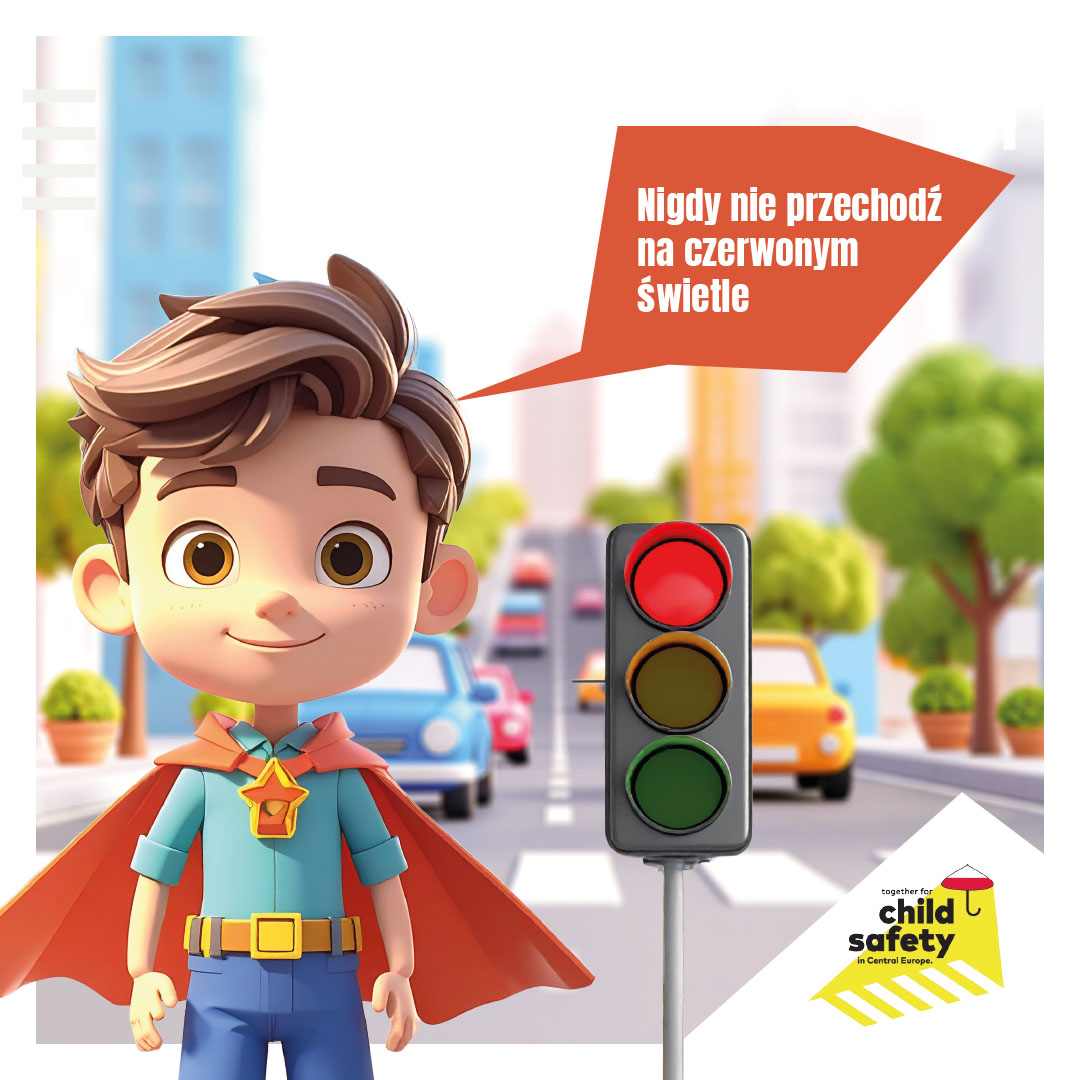 Nigdy nie przechodź
na czerwonym
świetle
together for
child
safety
in Central Europe.